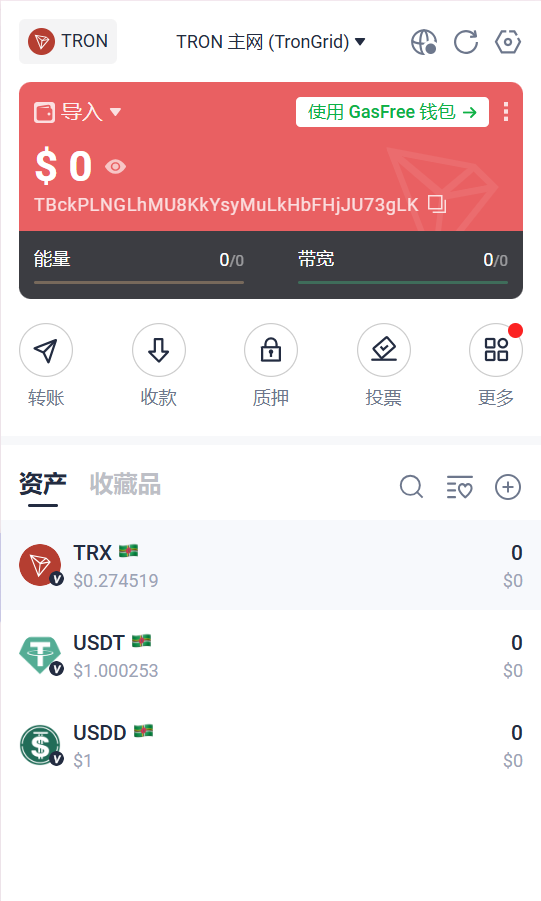 TRON
TRON 主网 (TronGrid)
导入
使用 GasFree 钱包 →
$ 0
TBckPLNGLhMU8KkYsyMuLkHbFHjJU73gLK
能量 0/0 带宽 0/0
转账 收款 质押 投票 更多
资产 收藏品
TRX 0
$0.274519 $0
USDT 0
$1.000253 $0
USDD 0
$1 $0